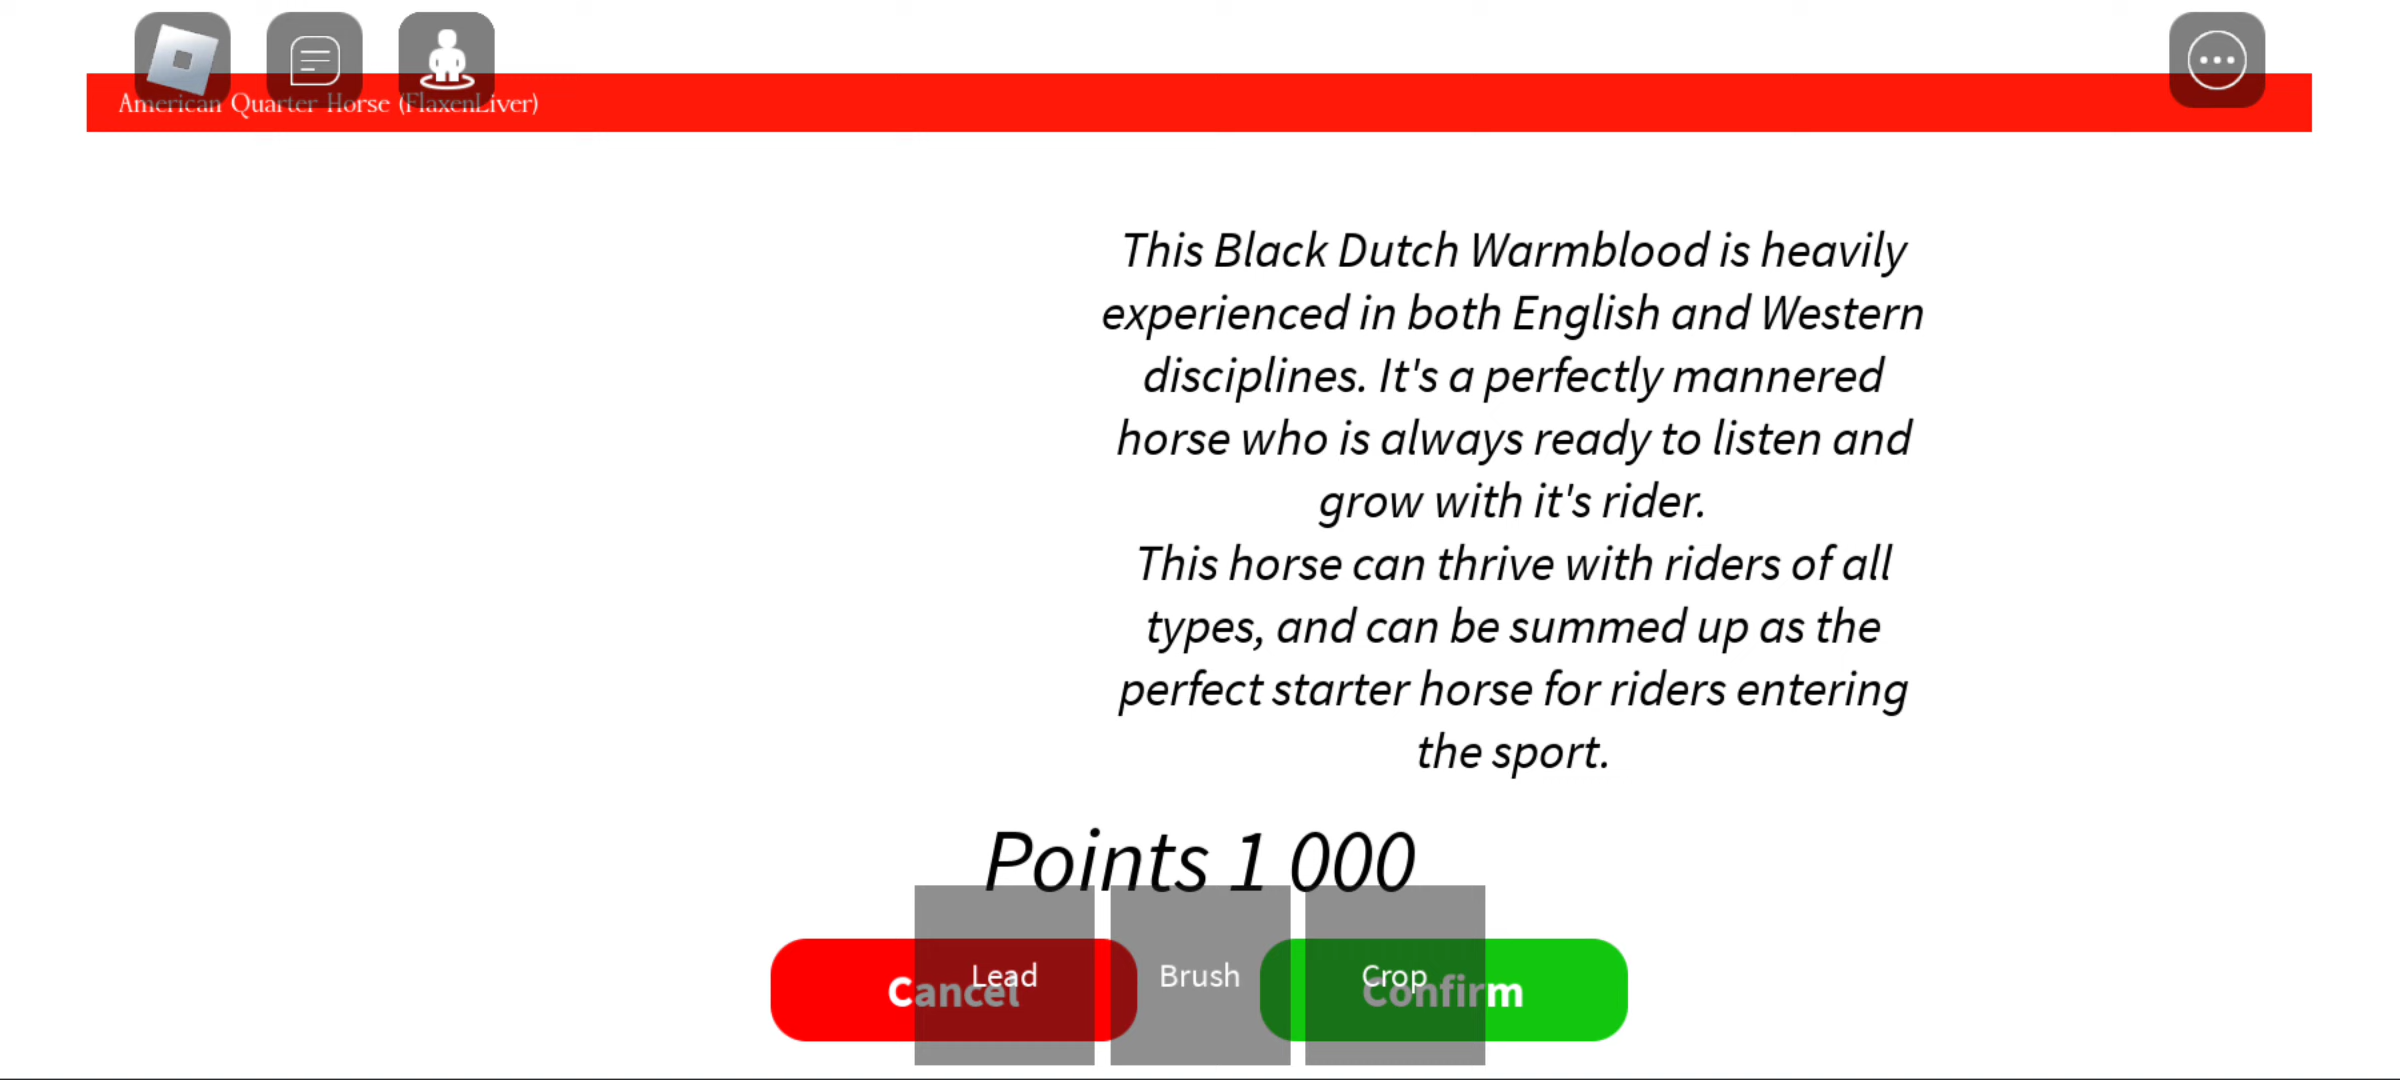 American Quarter Horse (FlaxenLiver)
This Black Dutch Warmblood is heavily
experienced in both English and Western
disciplines. It's a perfectly mannered
horse who is always ready to listen and
grow with it's rider.
This horse can thrive with riders of all
types, and can be summed up as the
perfect starter horse for riders entering
the sport.
Points 1 000
Lead Brush Crop
Cancel Confirm